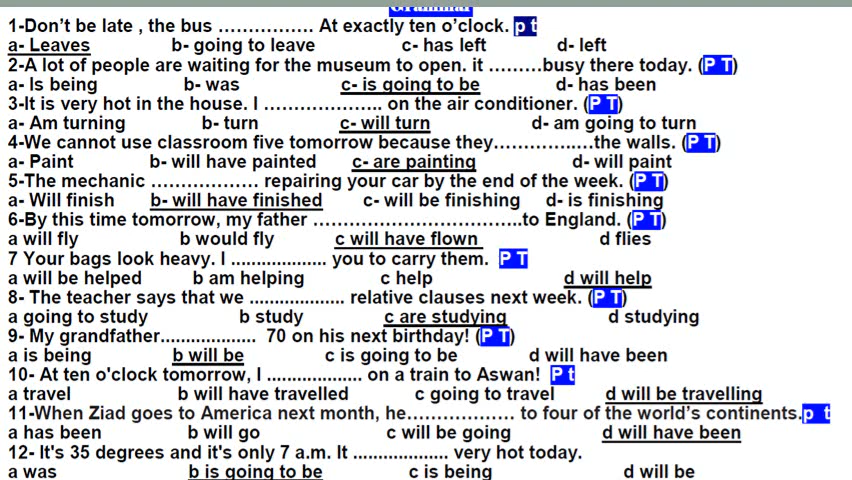 1-Don't be late , the bus ……………. At exactly ten o'clock. p t
a- Leaves b- going to leave c- has left d- left
2-A lot of people are waiting for the museum to open. it ………busy there today. (P T)
a- Is being b- was c- is going to be d- has been
3-It is very hot in the house. I ……………….. on the air conditioner. (P T)
a- Am turning b- turn c- will turn d- am going to turn
4-We cannot use classroom five tomorrow because they…………..…the walls. (P T)
a- Paint b- will have painted c- are painting d- will paint
5-The mechanic ……………… repairing your car by the end of the week. (P T)
a- Will finish b- will have finished c- will be finishing d- is finishing
6-By this time tomorrow, my father ……………………………..to England. (P T)
a will fly b would fly c will have flown d flies
7 Your bags look heavy. I ................... you to carry them. P T
a will be helped b am helping c help d will help
8- The teacher says that we ................... relative clauses next week. (P T)
a going to study b study c are studying d studying
9- My grandfather................... 70 on his next birthday! (P T)
a is being b will be c is going to be d will have been
10- At ten o'clock tomorrow, I ................... on a train to Aswan! P t
a travel b will have travelled c going to travel d will be travelling
11-When Ziad goes to America next month, he……………… to four of the world's continents.p t
a has been b will go c will be going d will have been
12- It's 35 degrees and it's only 7 a.m. It ................... very hot today.
a was b is going to be c is being d will be